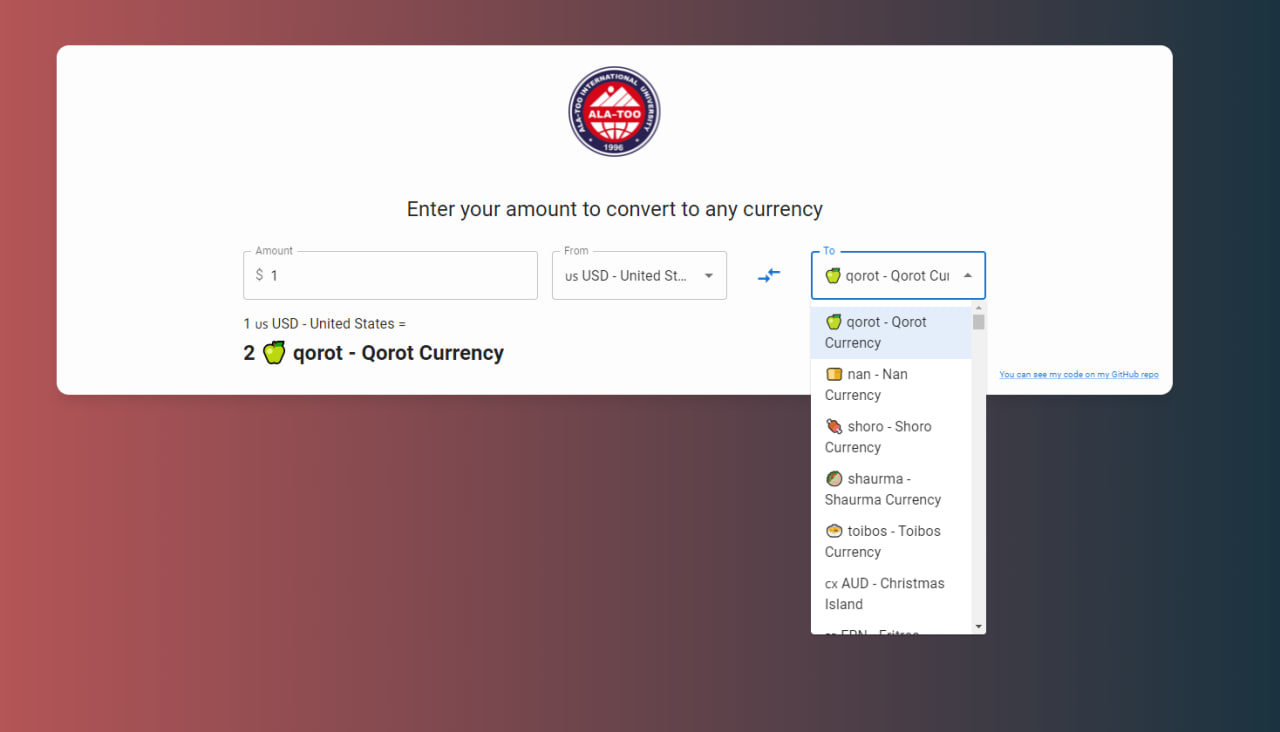 ALA-TOO INTERNATIONAL UNIVERSITY
ALA-TOO
1996
Enter your amount to convert to any currency
Amount
$ 1
From
us USD - United St...
To
🍏 qorot - Qorot Cur
1 us USD - United States =
2 🍏 qorot - Qorot Currency
🍏 qorot - Qorot
Currency
🍞 nan - Nan
Currency
🍖 shoro - Shoro
Currency
🥙 shaurma -
Shaurma Currency
🍲 toibos - Toibos
Currency
cx AUD - Christmas
Island
ERN - Eritrea
You can see my code on my GitHub repo